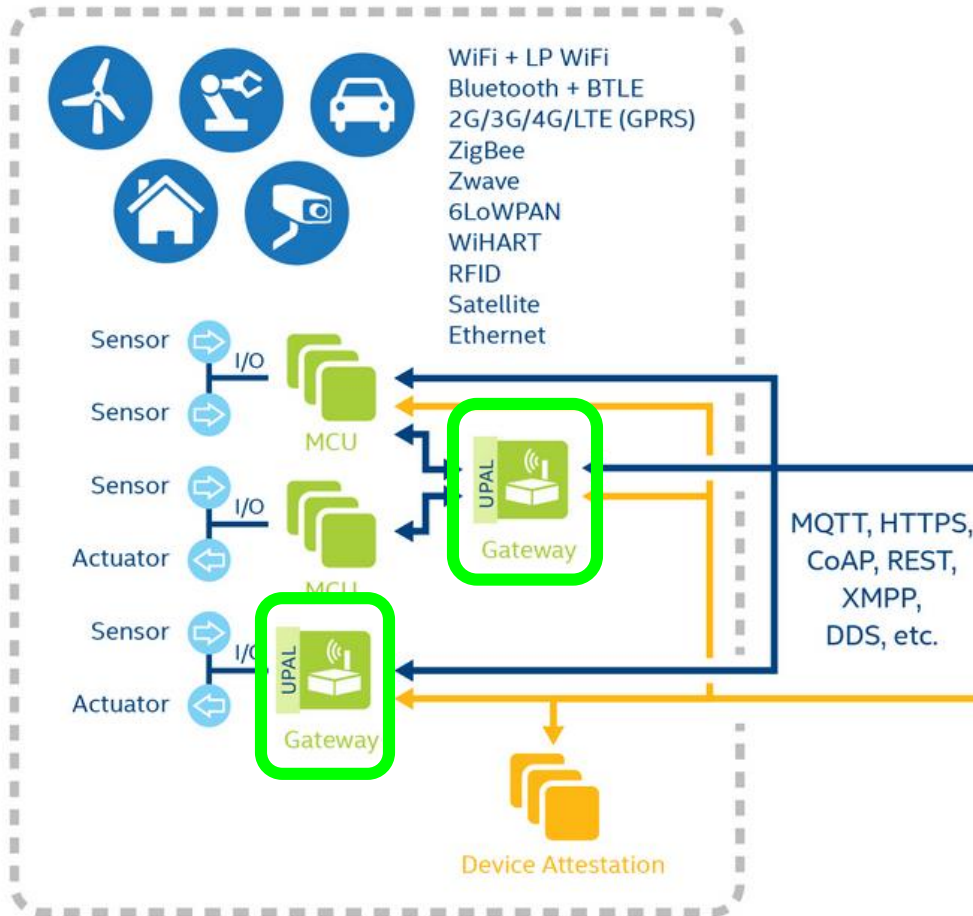 WiFi + LP WiFi
Bluetooth + BTLE
2G/3G/4G/LTE (GPRS)
ZigBee
Zwave
6LoWPAN
WiHART
RFID
Satellite
Ethernet
Sensor
I/O
Sensor
MCU
Sensor
I/O
Actuator
MCU
UPAL
Gateway
Sensor
I/O
Actuator
UPAL
Gateway
MQTT, HTTPS,
CoAP, REST,
XMPP,
DDS, etc.
Device Attestation